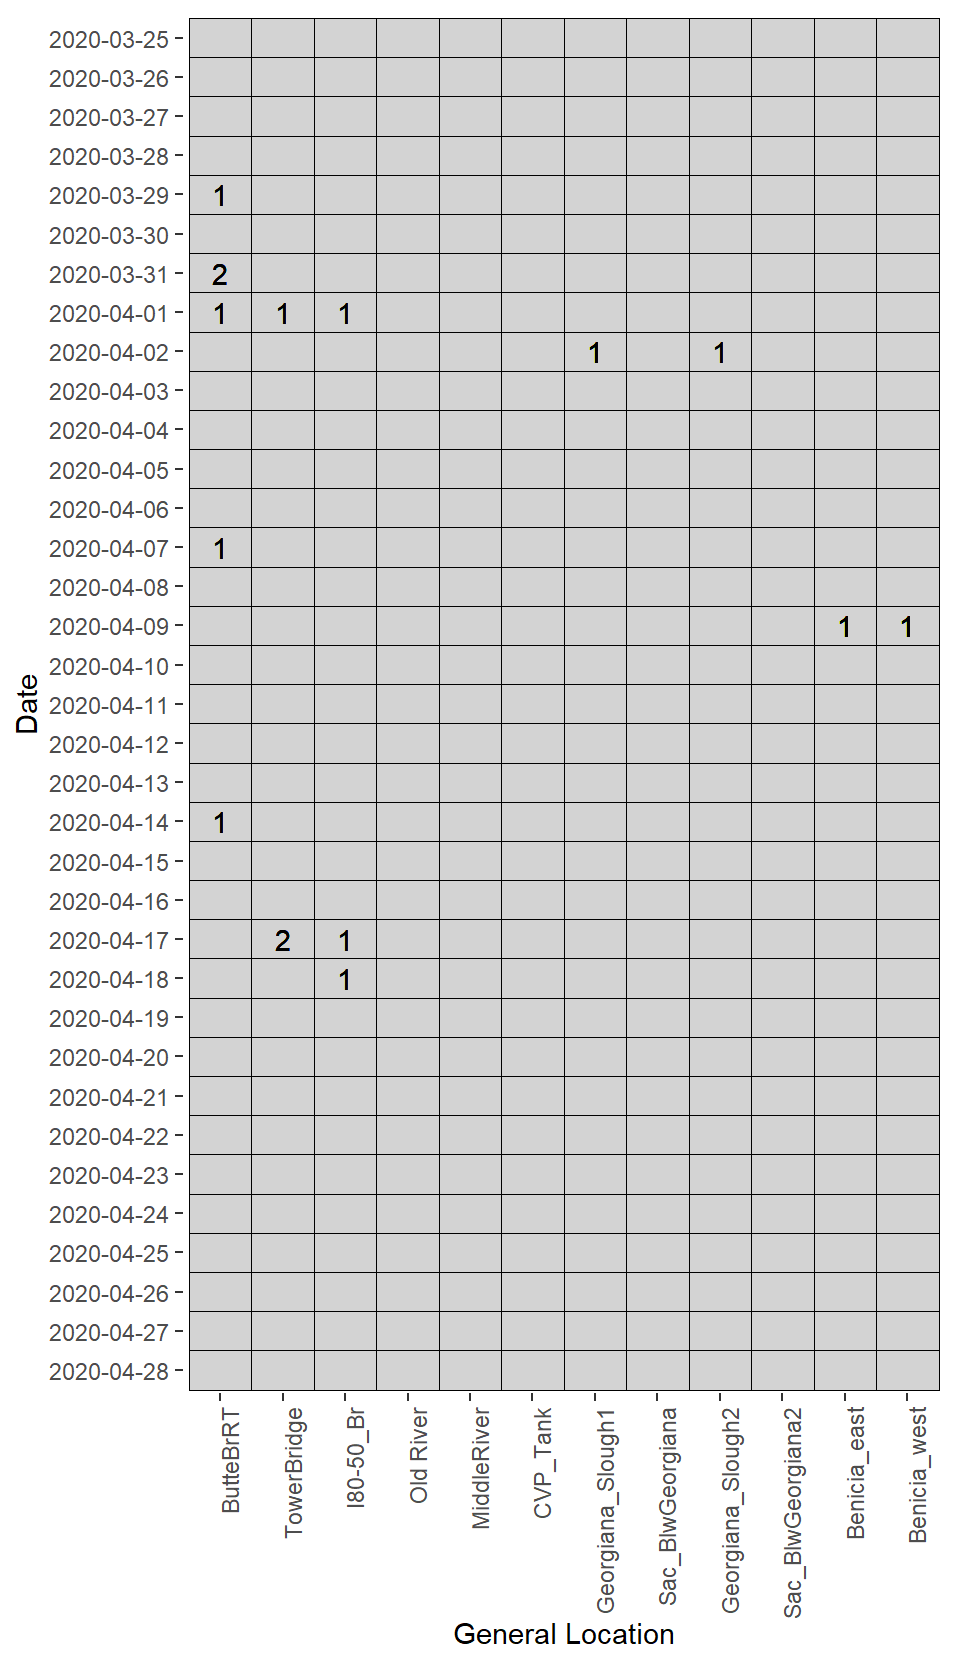 2020-03-25
2020-03-26
2020-03-27
2020-03-28
2020-03-29 1
2020-03-30
2020-03-31 2
2020-04-01 1 1 1
2020-04-02 1 1
2020-04-03
2020-04-04
2020-04-05
2020-04-06
2020-04-07 1
2020-04-08
2020-04-09 1 1
2020-04-10
2020-04-11
Date
2020-04-12
2020-04-13
2020-04-14 1
2020-04-15
2020-04-16
2020-04-17 2 1
2020-04-18 1
2020-04-19
2020-04-20
2020-04-21
2020-04-22
2020-04-23
2020-04-24
2020-04-25
2020-04-26
2020-04-27
2020-04-28
ButteBrRT
TowerBridge
I80-50_Br
Old River
MiddleRiver
CVP_Tank
Georgiana_Slough1
Sac_BlwGeorgiana
Georgiana_Slough2
Sac_BlwGeorgiana2
Benicia_east
Benicia_west
General Location